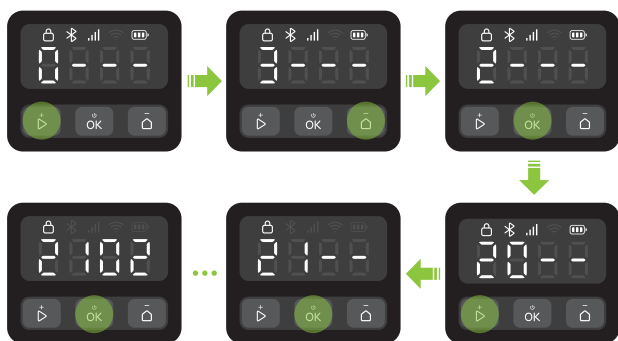 0---
+ OK -
3---
+ OK -
2---
+ OK -
20--
+ OK -
21--
+ OK -
2102
+ OK -